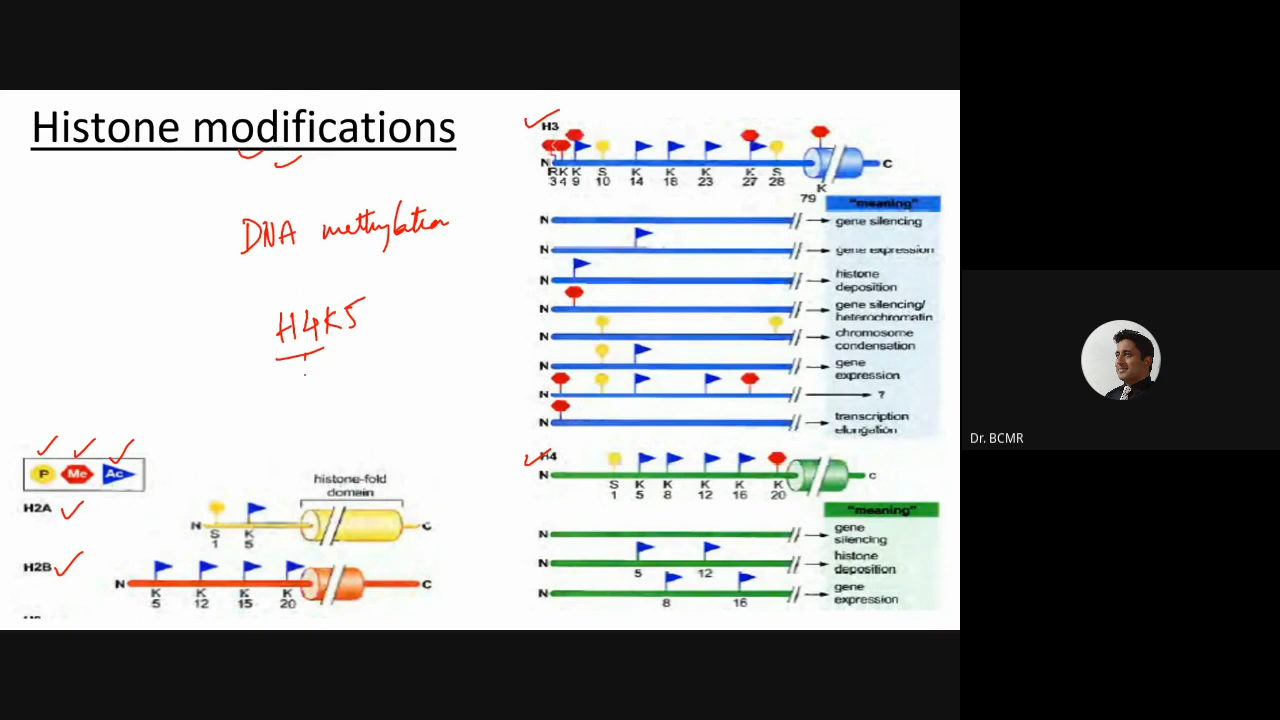 Histone modifications
DNA methylation
H4K5
P Me Ac
H2A
histone-fold
domain
N C
S K
1 5
H2B
N C
K K K K
5 12 15 20
H3
N C
R K K S K K K K S
3 4 9 10 14 18 23 27 28
K
79
"meaning"
N gene silencing
N gene expression
N histone
deposition
N gene silencing/
heterochromatin
N chromosome
condensation
N gene
expression
N ?
N transcription
elongation
H4
N c
S K K K K K
1 5 8 12 16 20
"meaning"
N gene
silencing
N histone
5 12 deposition
N gene
8 16 expression
Dr. BCMR